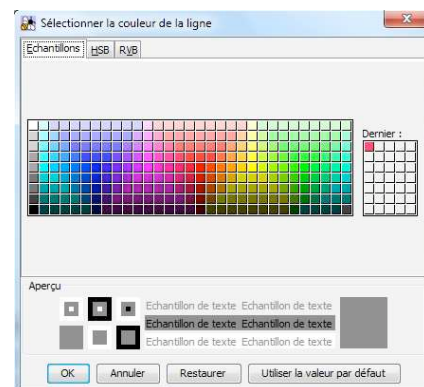 Sélectionner la couleur de la ligne
Echantillons HSB RVB
Dernier :
Aperçu
Echantillon de texte Echantillon de texte
Echantillon de texte Echantillon de texte
Echantillon de texte Echantillon de texte
OK Annuler Restaurer Utiliser la valeur par défaut